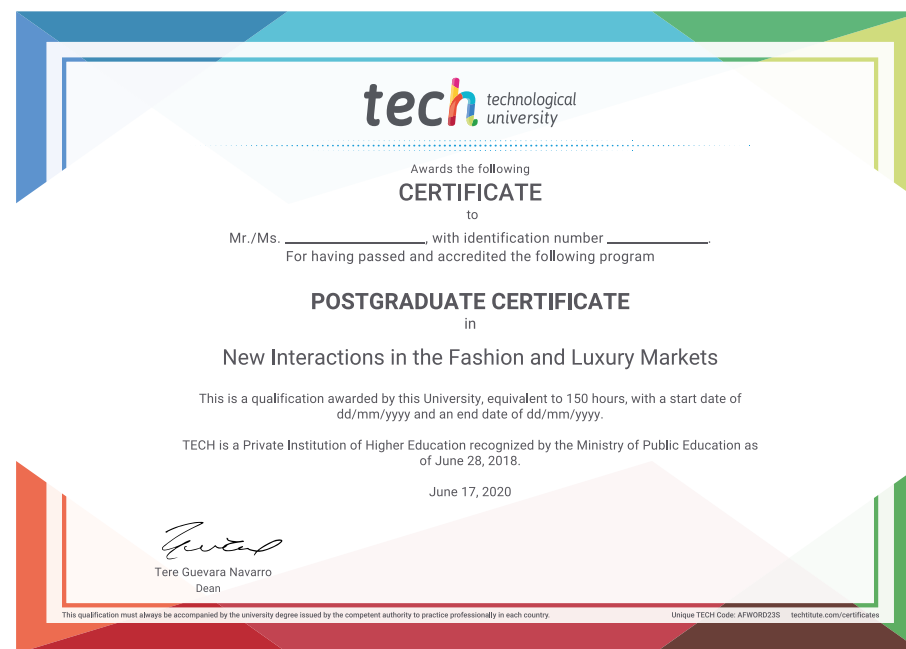 tech technological
university
Awards the following
CERTIFICATE
to
Mr./Ms. ____________________, with identification number ______________.
For having passed and accredited the following program
POSTGRADUATE CERTIFICATE
in
New Interactions in the Fashion and Luxury Markets
This is a qualification awarded by this University, equivalent to 150 hours, with a start date of
dd/mm/yyyy and an end date of dd/mm/yyyy.
TECH is a Private Institution of Higher Education recognized by the Ministry of Public Education as
of June 28, 2018.
June 17, 2020
Tere Guevara Navarro
Dean
This qualification must always be accompanied by the university degree issued by the competent authority to practice professionally in each country. Unique TECH Code: AFWORD23S techtitute.com/certificates